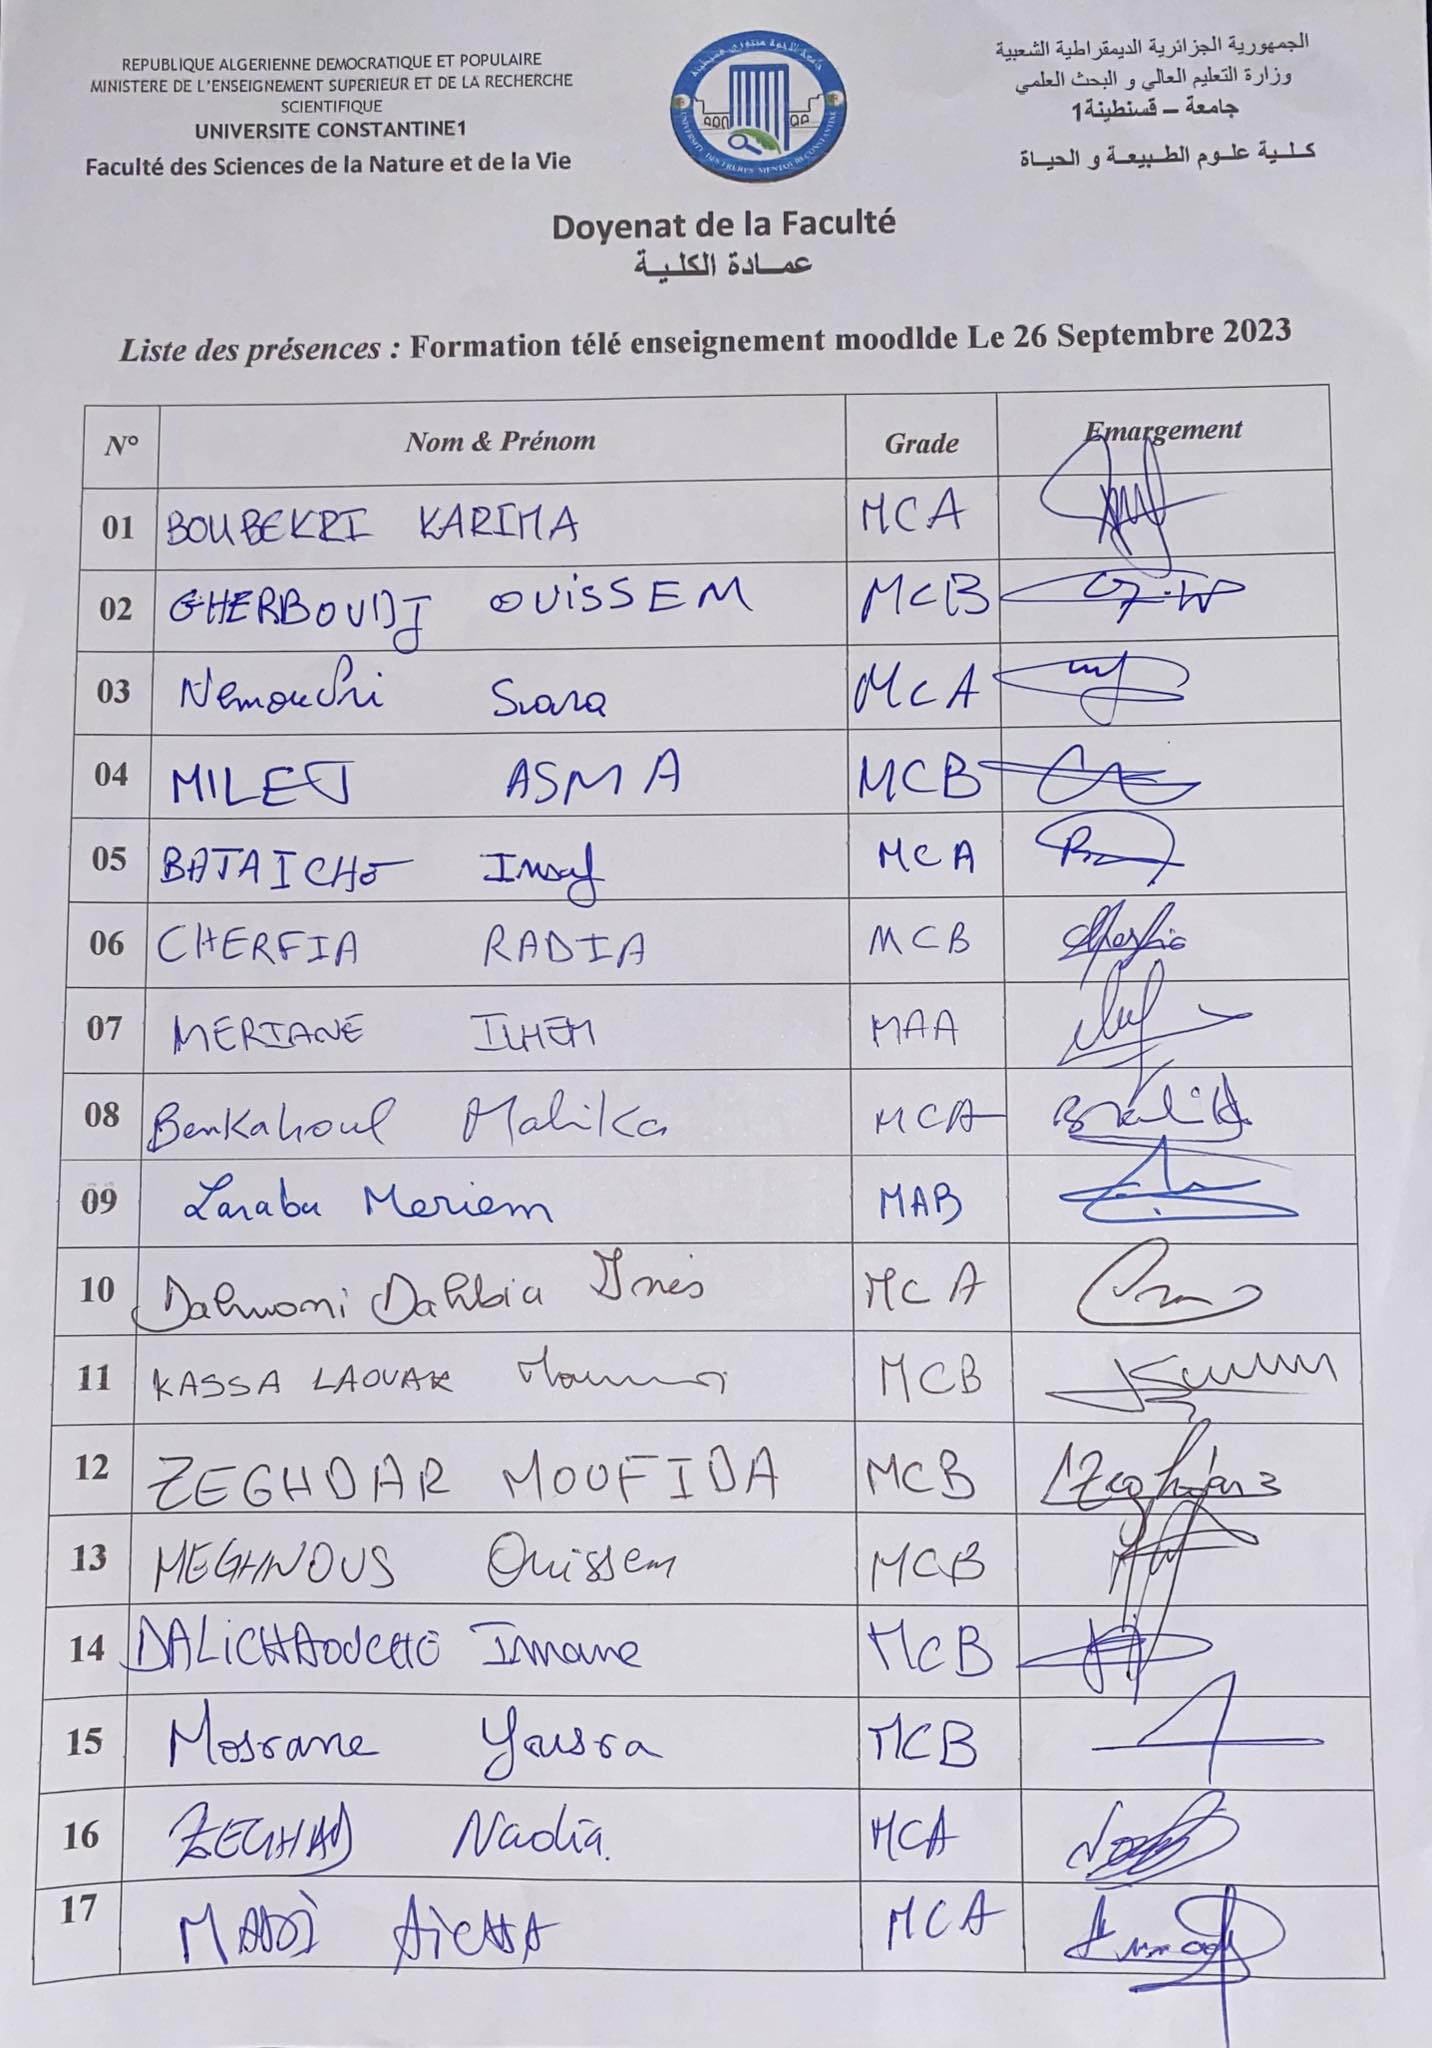 REPUBLIQUE ALGERIENNE DEMOCRATIQUE ET POPULAIRE
MINISTERE DE L'ENSEIGNEMENT SUPERIEUR ET DE LA RECHERCHE
SCIENTIFIQUE
UNIVERSITE CONSTANTINE1
Faculté des Sciences de la Nature et de la Vie
الجمهورية الجزائرية الديمقراطية الشعبية
وزارة التعليم العالي و البحث العلمي
جامعة – قسنطينة1
كلية علوم الطبيعة و الحياة
Doyenat de la Faculté
عمادة الكلية
Liste des présences : Formation télé enseignement moodlde Le 26 Septembre 2023
N° Nom & Prénom Grade Emargement
01 BOUBEKRI KARIMA MCA
02 GHERBOUDJ OUISSEM MCB
03 Nemouchi Sara MCA
04 MILED ASMA MCB
05 BATAICHE Insaf MCA
06 CHERFIA RADIA MCB
07 MERIANE ILHEM MAA
08 Benkahoul Malika MCA
09 Laraba Meriem MAB
10 Dahmani Dahbia Ines MCA
11 KASSA LAOUAR MCB
12 ZEGHDAR MOUFIDA MCB
13 MEGHNOUS Ouissem MCB
14 DALICHAOUCHE Imane MCB
15 Mosrane Yousra MCB
16 ZEGHAD Nadia. MCA
17 MADI AICHA MCA